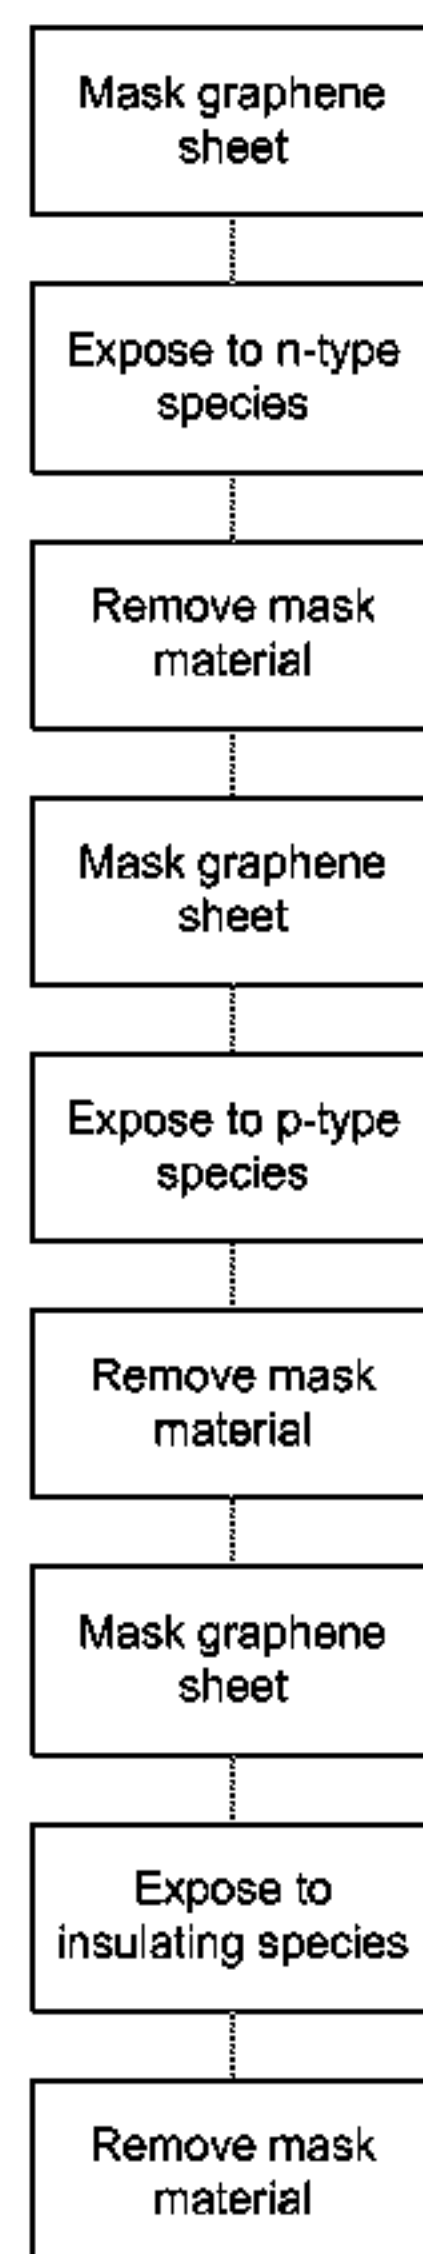 Mask graphene
sheet
Expose to n-type
species
Remove mask
material
Mask graphene
sheet
Expose to p-type
species
Remove mask
material
Mask graphene
sheet
Expose to
insulating species
Remove mask
material